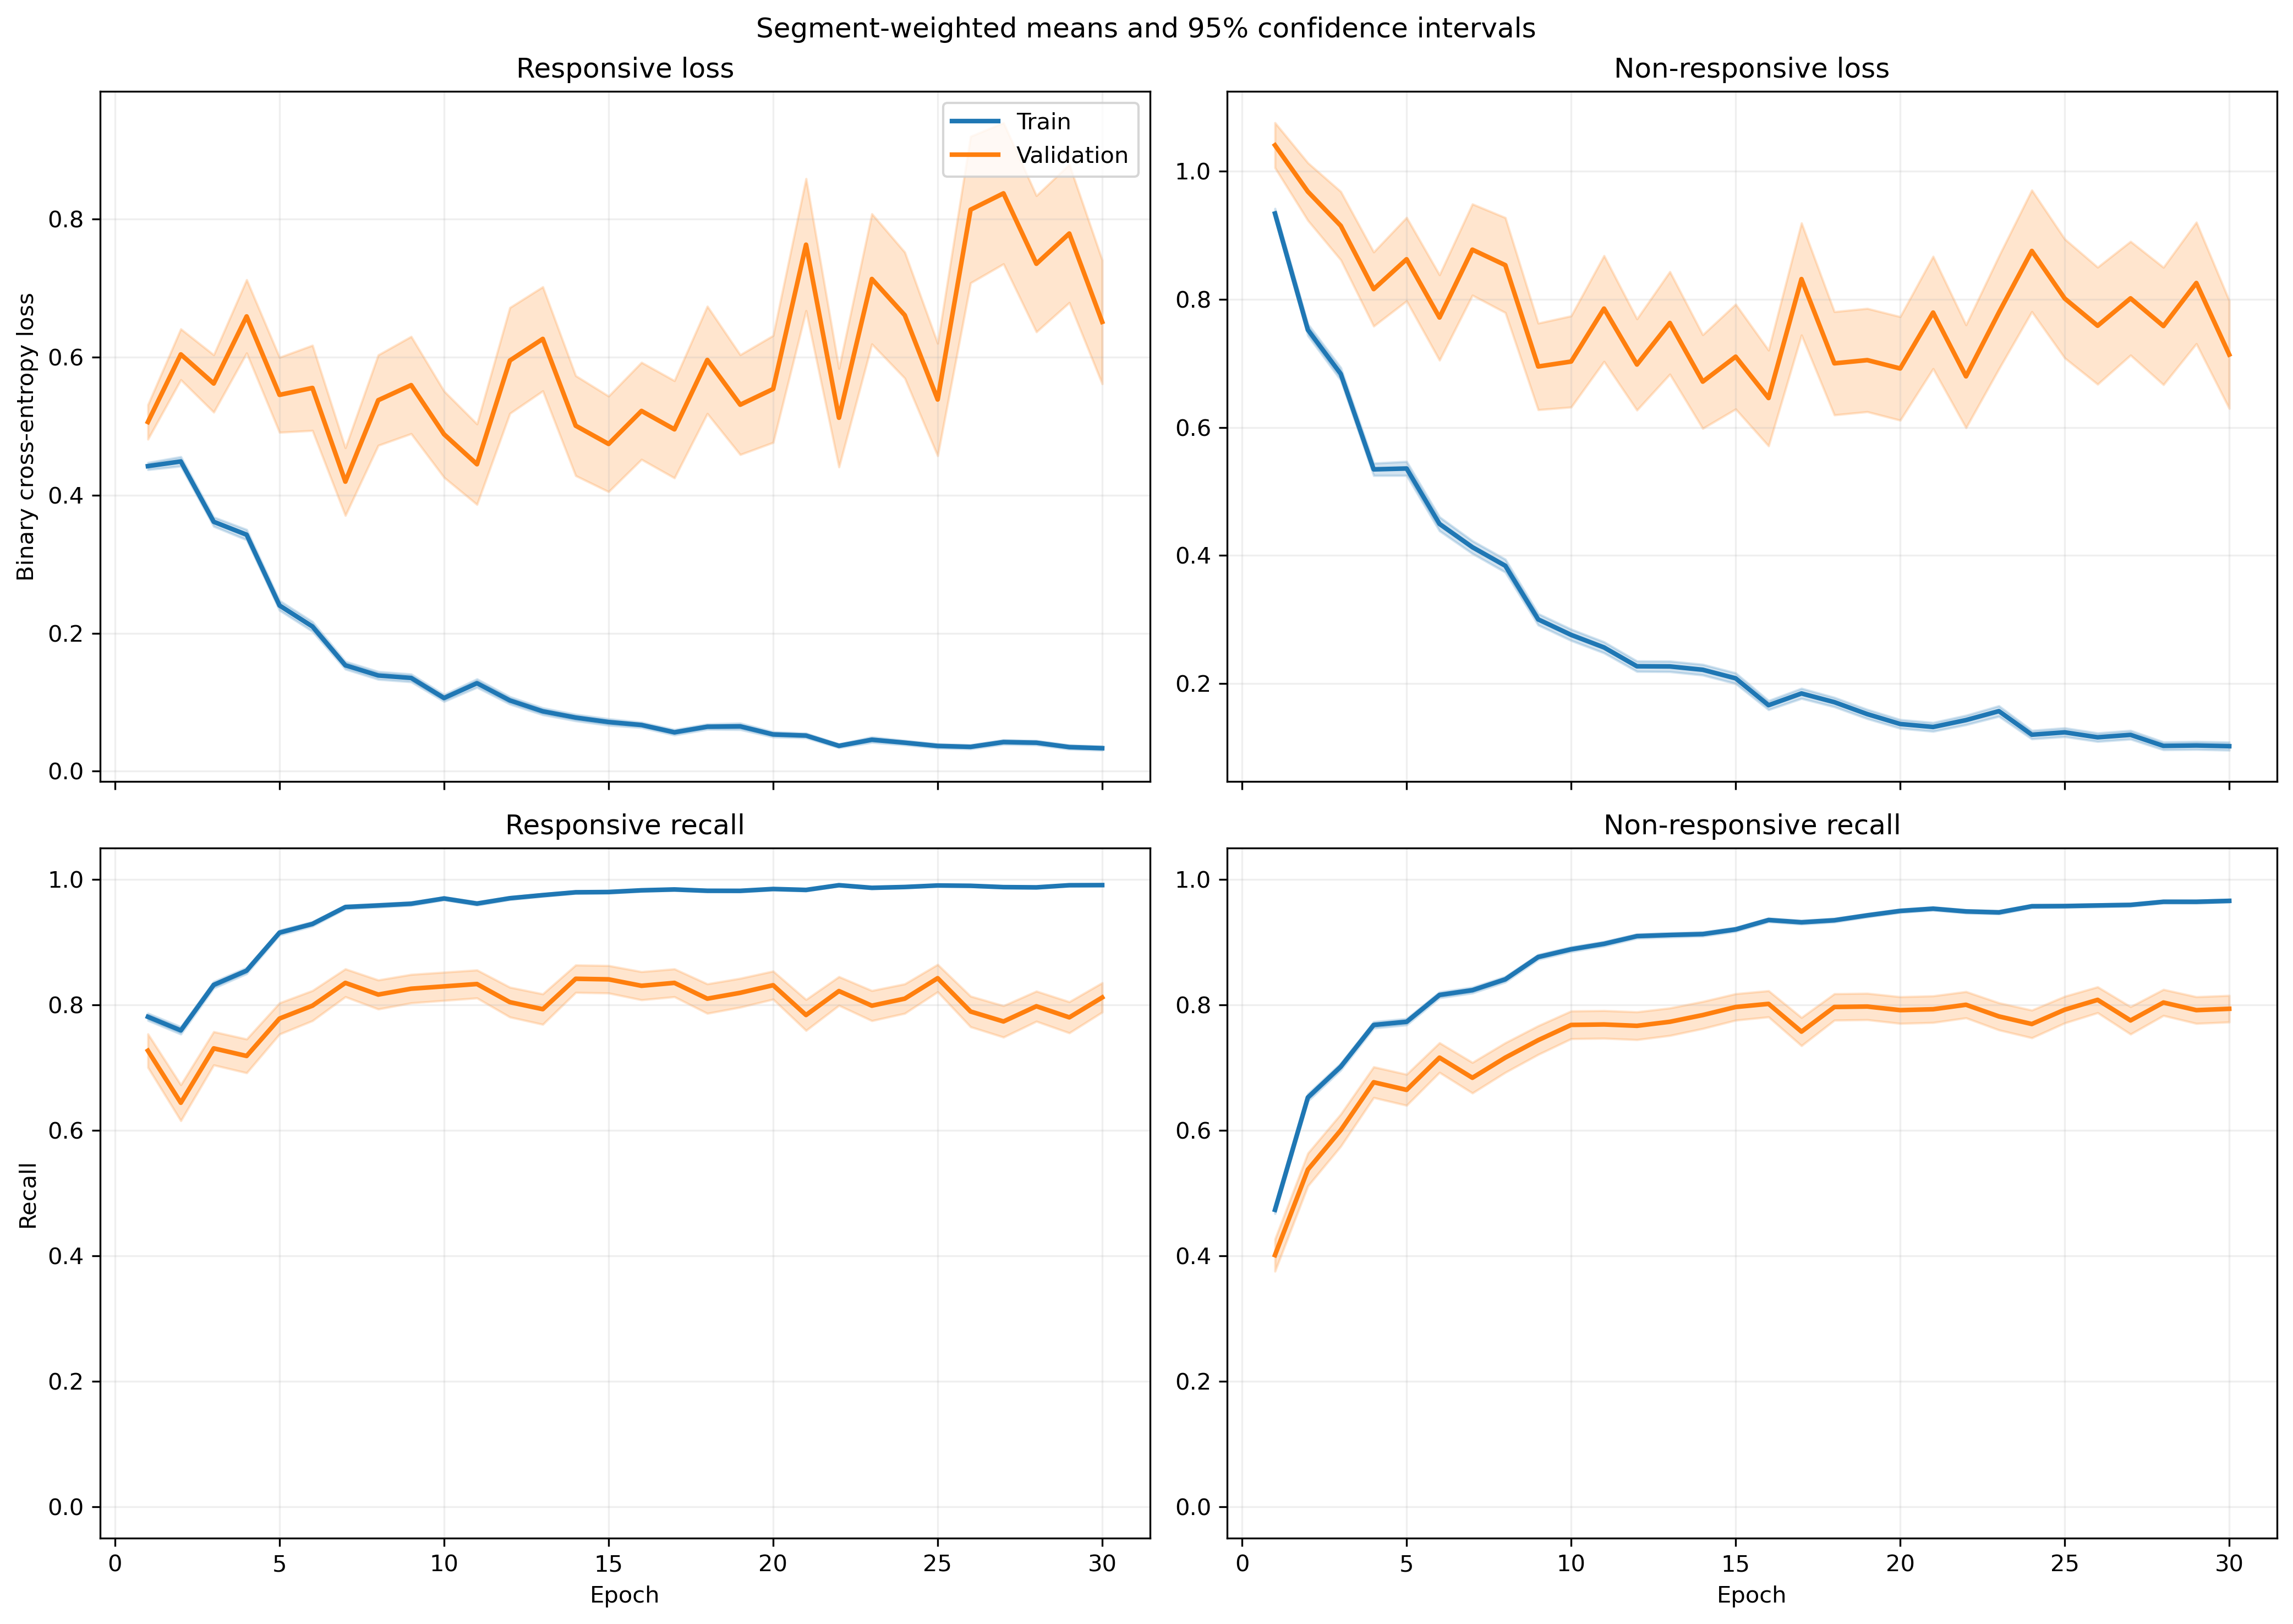 Segment-weighted means and 95% confidence intervals
Responsive loss
Non-responsive loss
Train
Validation
Binary cross-entropy loss
0.8
0.6
0.4
0.2
0.0
1.0
0.8
0.6
0.4
0.2
Responsive recall
Non-responsive recall
Recall
1.0
0.8
0.6
0.4
0.2
0.0
1.0
0.8
0.6
0.4
0.2
0.0
0 5 10 15 20 25 30
0 5 10 15 20 25 30
Epoch
Epoch